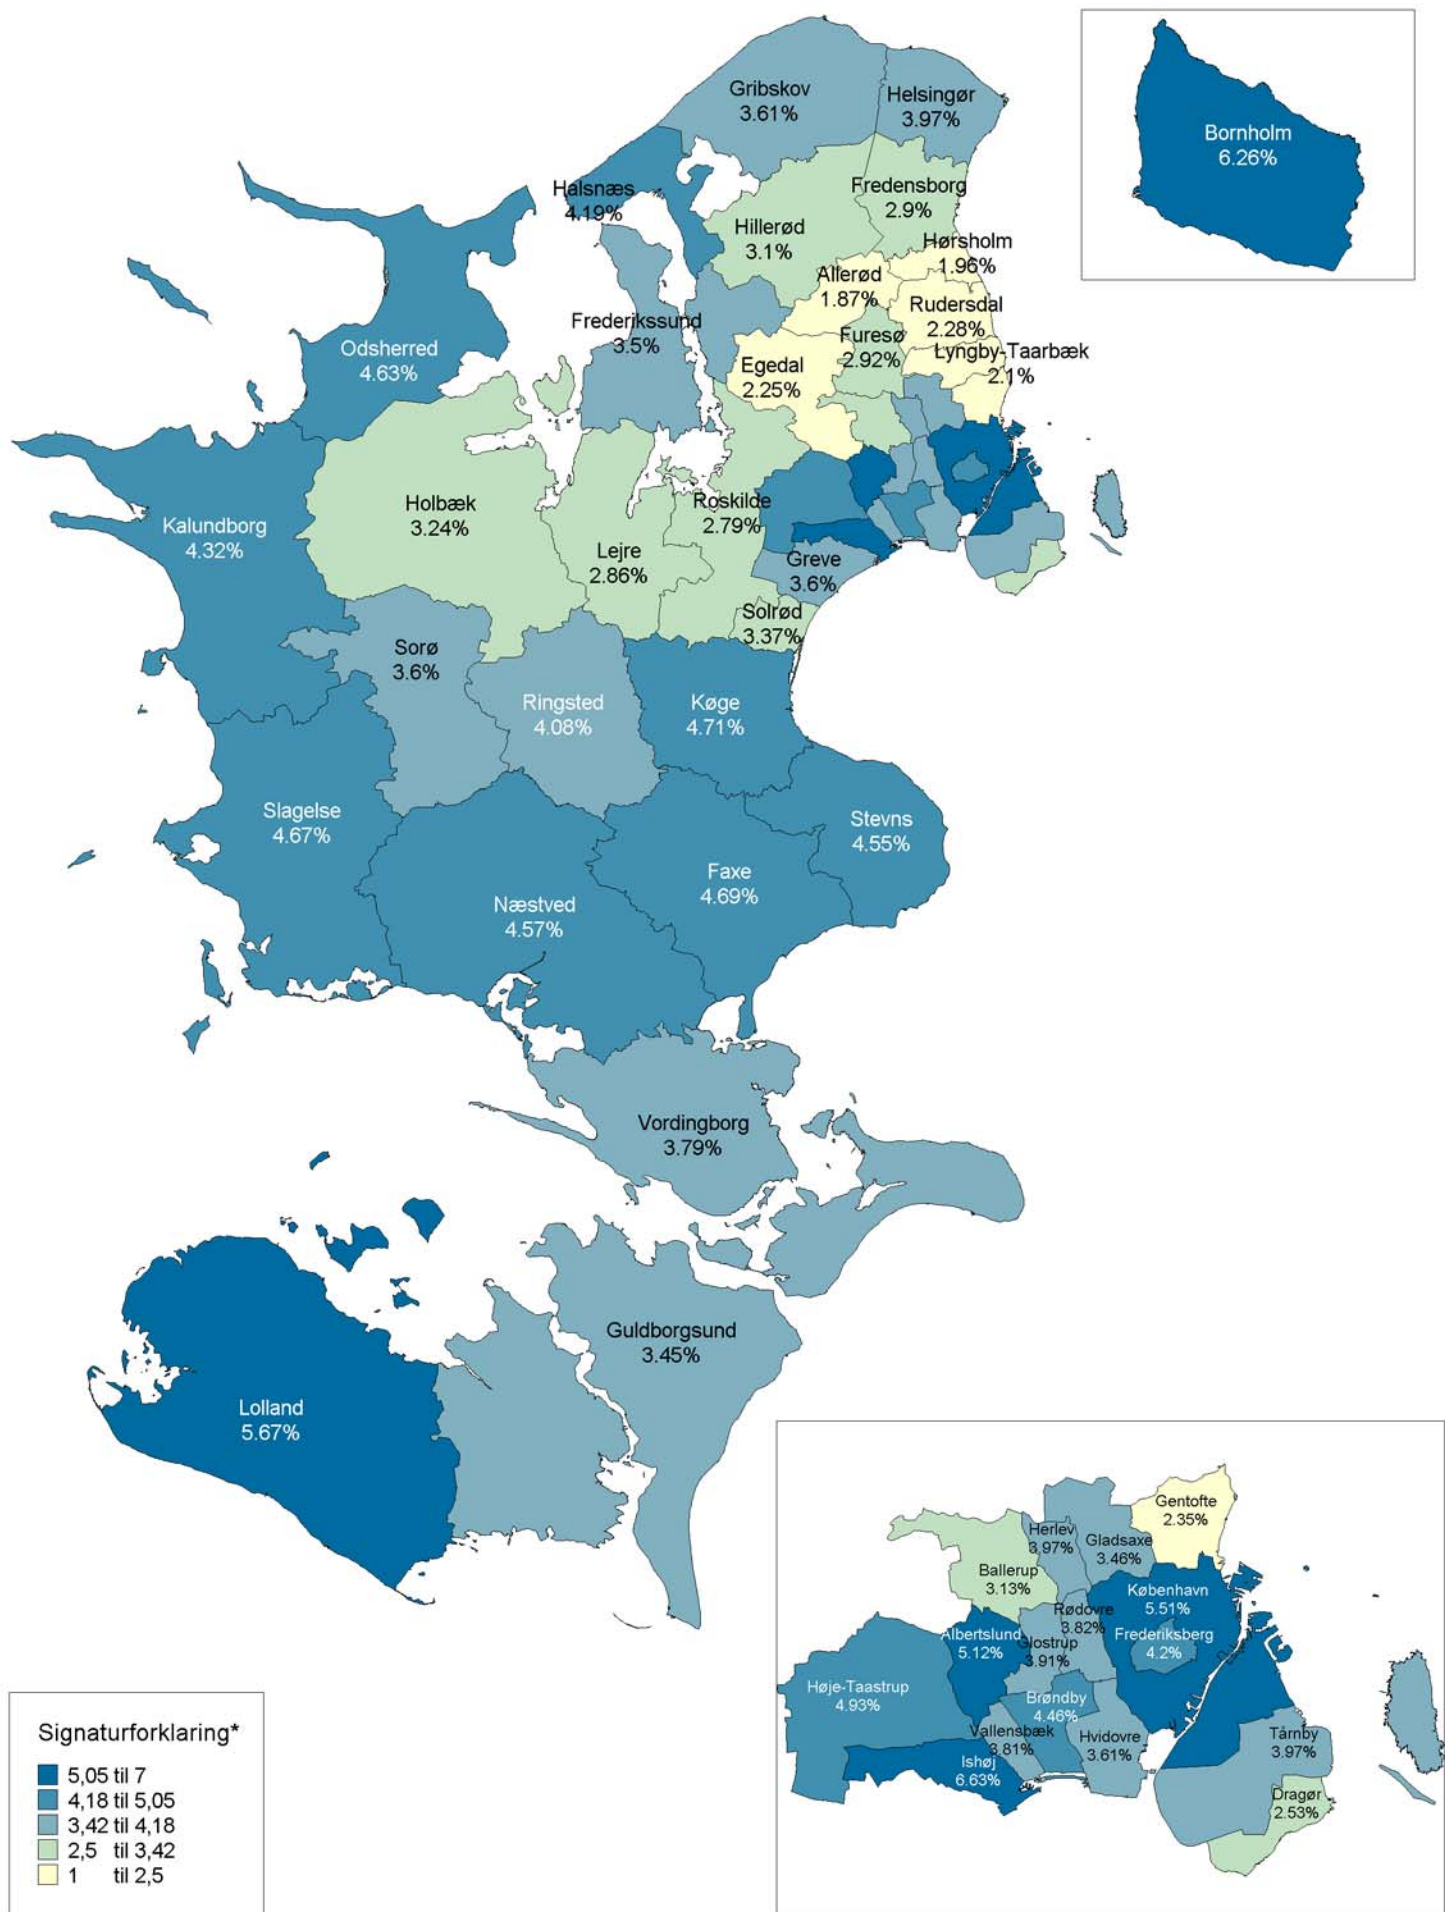 Gribskov
3.61%
Helsingør
3.97%
Bornholm
6.26%
Halsnæs
4.19%
Fredensborg
2.9%
Hillerød
3.1%
Hørsholm
1.96%
Allerød
1.87%
Rudersdal
2.28%
Frederikssund
3.5%
Furesø
2.92%
Lyngby-Taarbæk
2.1%
Odsherred
4.63%
Egedal
2.25%
Holbæk
3.24%
Roskilde
2.79%
Kalundborg
4.32%
Lejre
2.86%
Greve
3.6%
Solrød
3.37%
Sorø
3.6%
Ringsted
4.08%
Køge
4.71%
Slagelse
4.67%
Stevns
4.55%
Faxe
4.69%
Næstved
4.57%
Vordingborg
3.79%
Guldborgsund
3.45%
Lolland
5.67%
Gentofte
2.35%
Herlev
3.97%
Gladsaxe
3.46%
Ballerup
3.13%
København
5.51%
Rødovre
3.82%
Albertslund
5.12%
Glostrup
3.91%
Frederiksberg
4.2%
Høje-Taastrup
4.93%
Brøndby
4.46%
Vallensbæk
3.81%
Hvidovre
3.61%
Tårnby
3.97%
Ishøj
6.63%
Dragør
2.53%
Signaturforklaring*
5,05 til 7
4,18 til 5,05
3,42 til 4,18
2,5 til 3,42
1 til 2,5